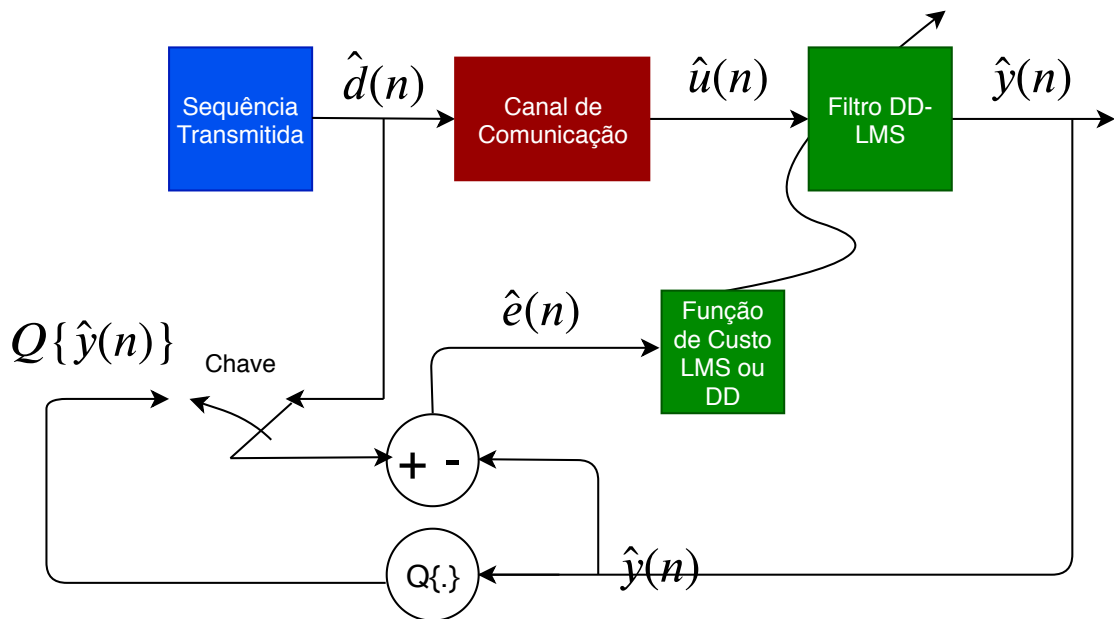 Sequência
Transmitida
d̂(n)
Canal de
Comunicação
û(n)
Filtro DD-
LMS
ŷ(n)
ê(n)
Função
de Custo
LMS ou
DD
Q{ŷ(n)}
Chave
+ -
Q{.}
ŷ(n)